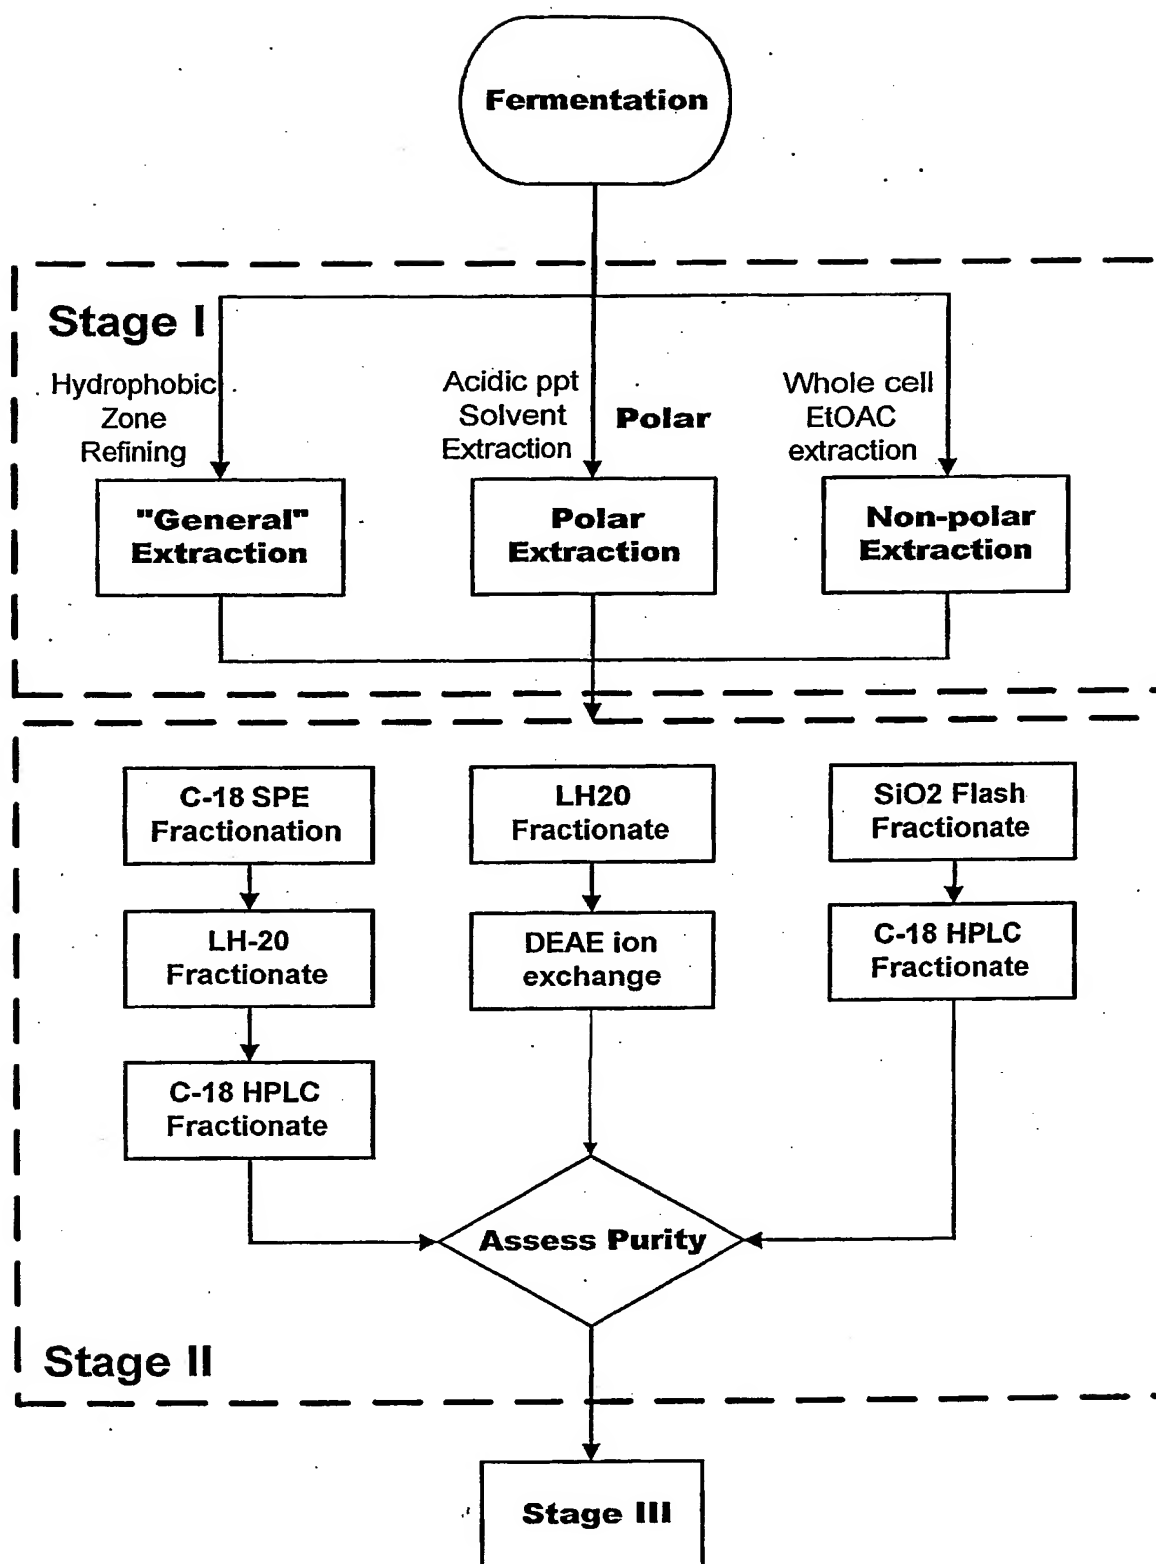 Fermentation
Stage I
Hydrophobic
Zone
Refining
Acidic ppt
Solvent
Extraction
Polar
Whole cell
EtOAC
extraction
"General"
Extraction
Polar
Extraction
Non-polar
Extraction
C-18 SPE
Fractionation
LH20
Fractionate
SiO2 Flash
Fractionate
LH-20
Fractionate
DEAE ion
exchange
C-18 HPLC
Fractionate
C-18 HPLC
Fractionate
Assess Purity
Stage II
Stage III